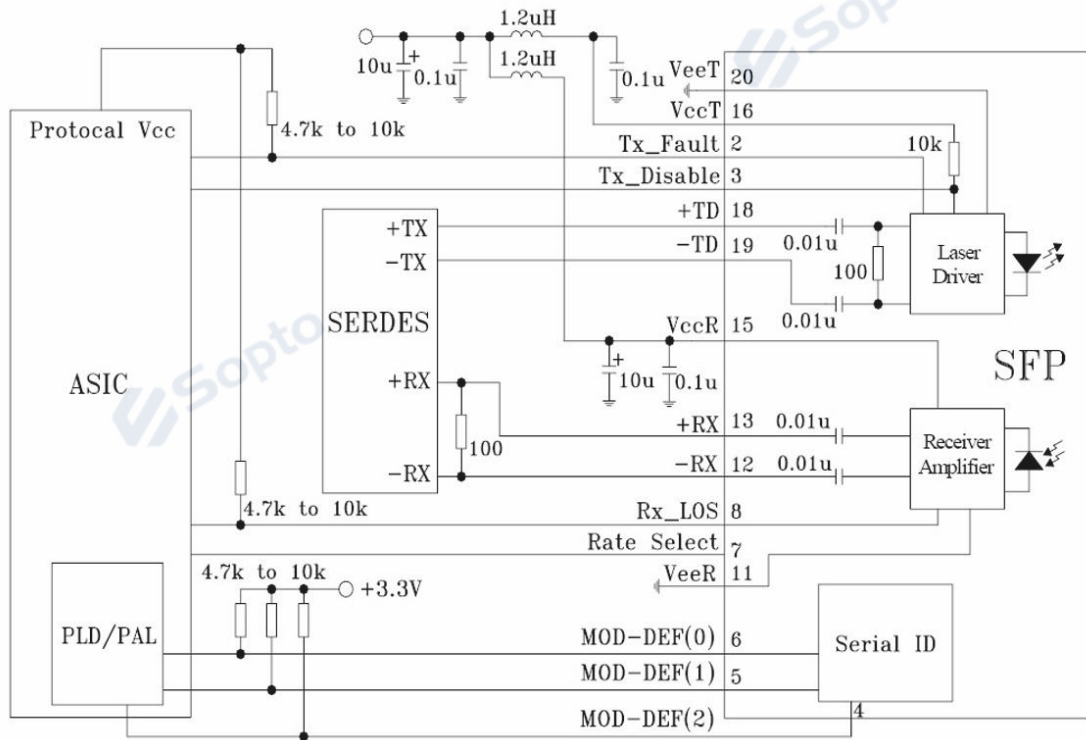 Sopto
1.2uH
1.2uH
10u
+
0.1u
0.1u
VeeT 20
VccT 16
Protocal Vcc
4.7k to 10k
Tx_Fault 2
10k
Tx_Disable 3
+TD 18
-TD 19
0.01u
100
0.01u
Laser
Driver
+TX
-TX
SERDES
VccR 15
+
10u
0.1u
SFP
ASIC
Sopto
+RX
100
-RX
+RX 13
0.01u
-RX 12
0.01u
Receiver
Amplifier
4.7k to 10k
Rx_LOS 8
Rate Select 7
VeeR 11
4.7k to 10k
+3.3V
PLD/PAL
MOD-DEF(0) 6
MOD-DEF(1) 5
MOD-DEF(2) 4
Serial ID